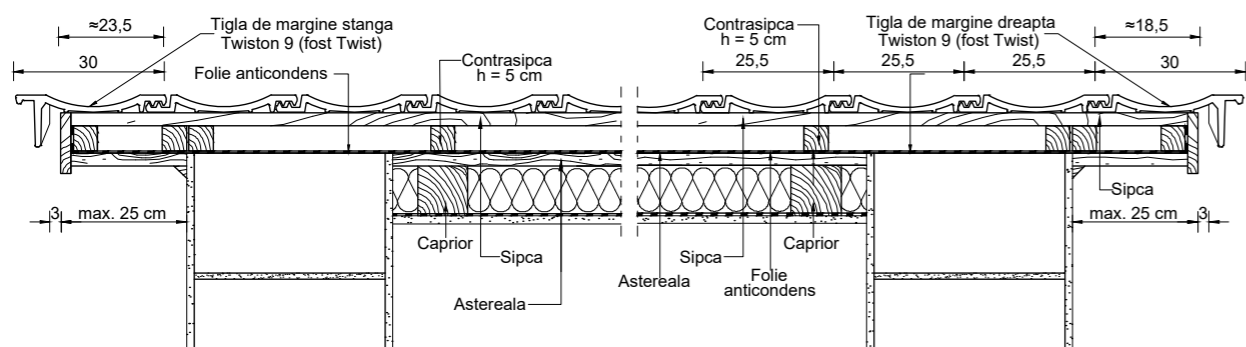 ≈23,5
Tigla de margine stanga
Twiston 9 (fost Twist)
30
Folie anticondens
Contrasipca
h = 5 cm
Contrasipca
h = 5 cm
Tigla de margine dreapta
Twiston 9 (fost Twist)
≈18,5
25,5
25,5
25,5
30
3
max. 25 cm
Caprior
Sipca
Astereala
Astereala
Sipca
Folie
anticondens
Caprior
Sipca
max. 25 cm
3